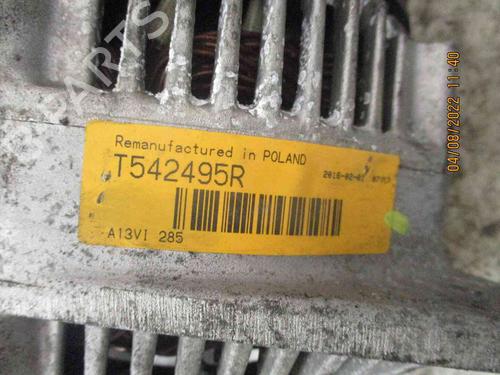 Remanufactured in POLAND
T542495R
A13VI 285
04/08/2022 11:40